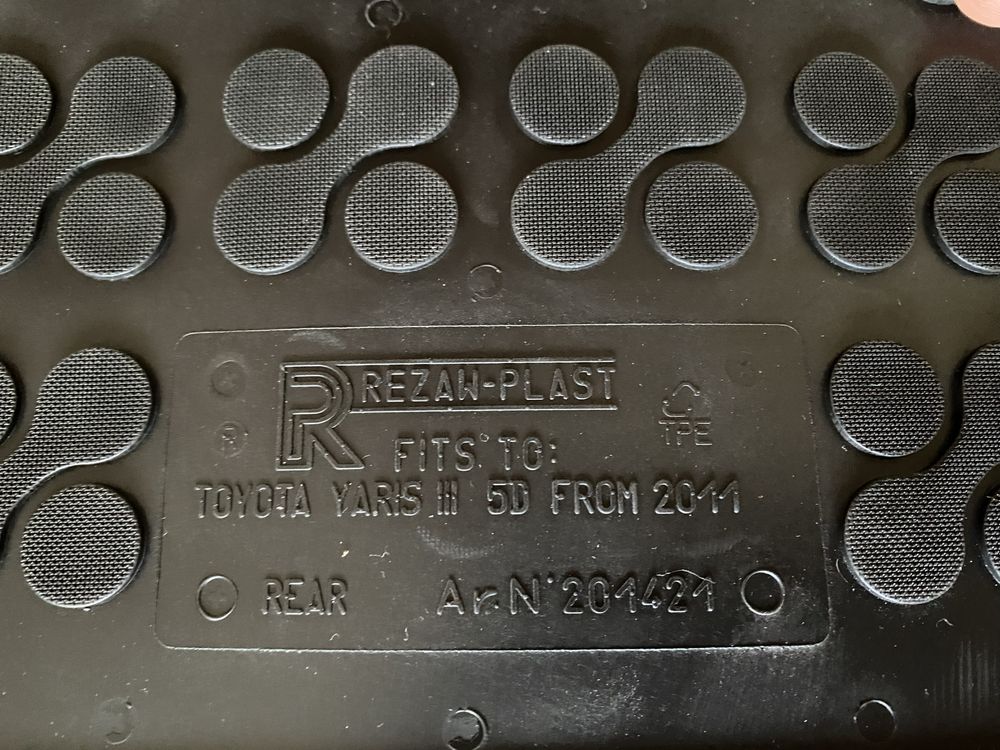 R REZAW-PLAST
TPE
FITS TO:
TOYOTA YARIS III 5D FROM 2011
REAR Ar.N° 201421